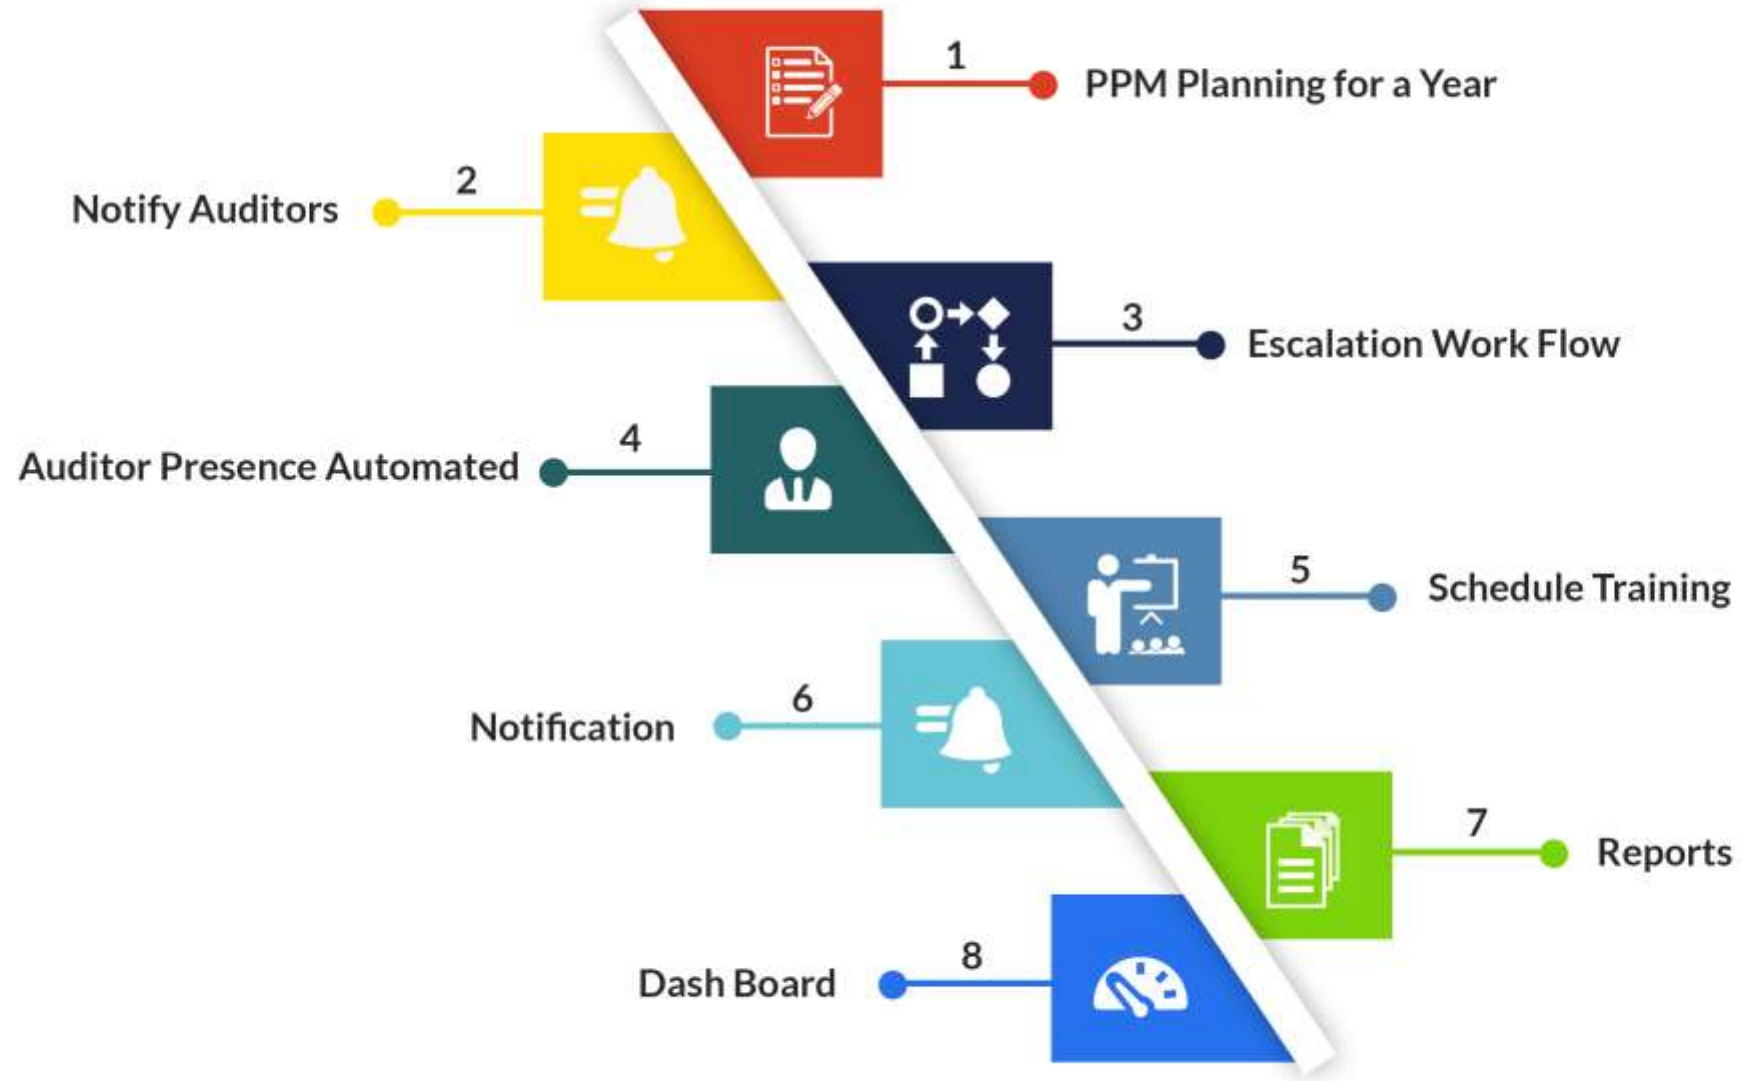 1
PPM Planning for a Year
2
Notify Auditors
3
Escalation Work Flow
4
Auditor Presence Automated
5
Schedule Training
6
Notification
7
Reports
8
Dash Board